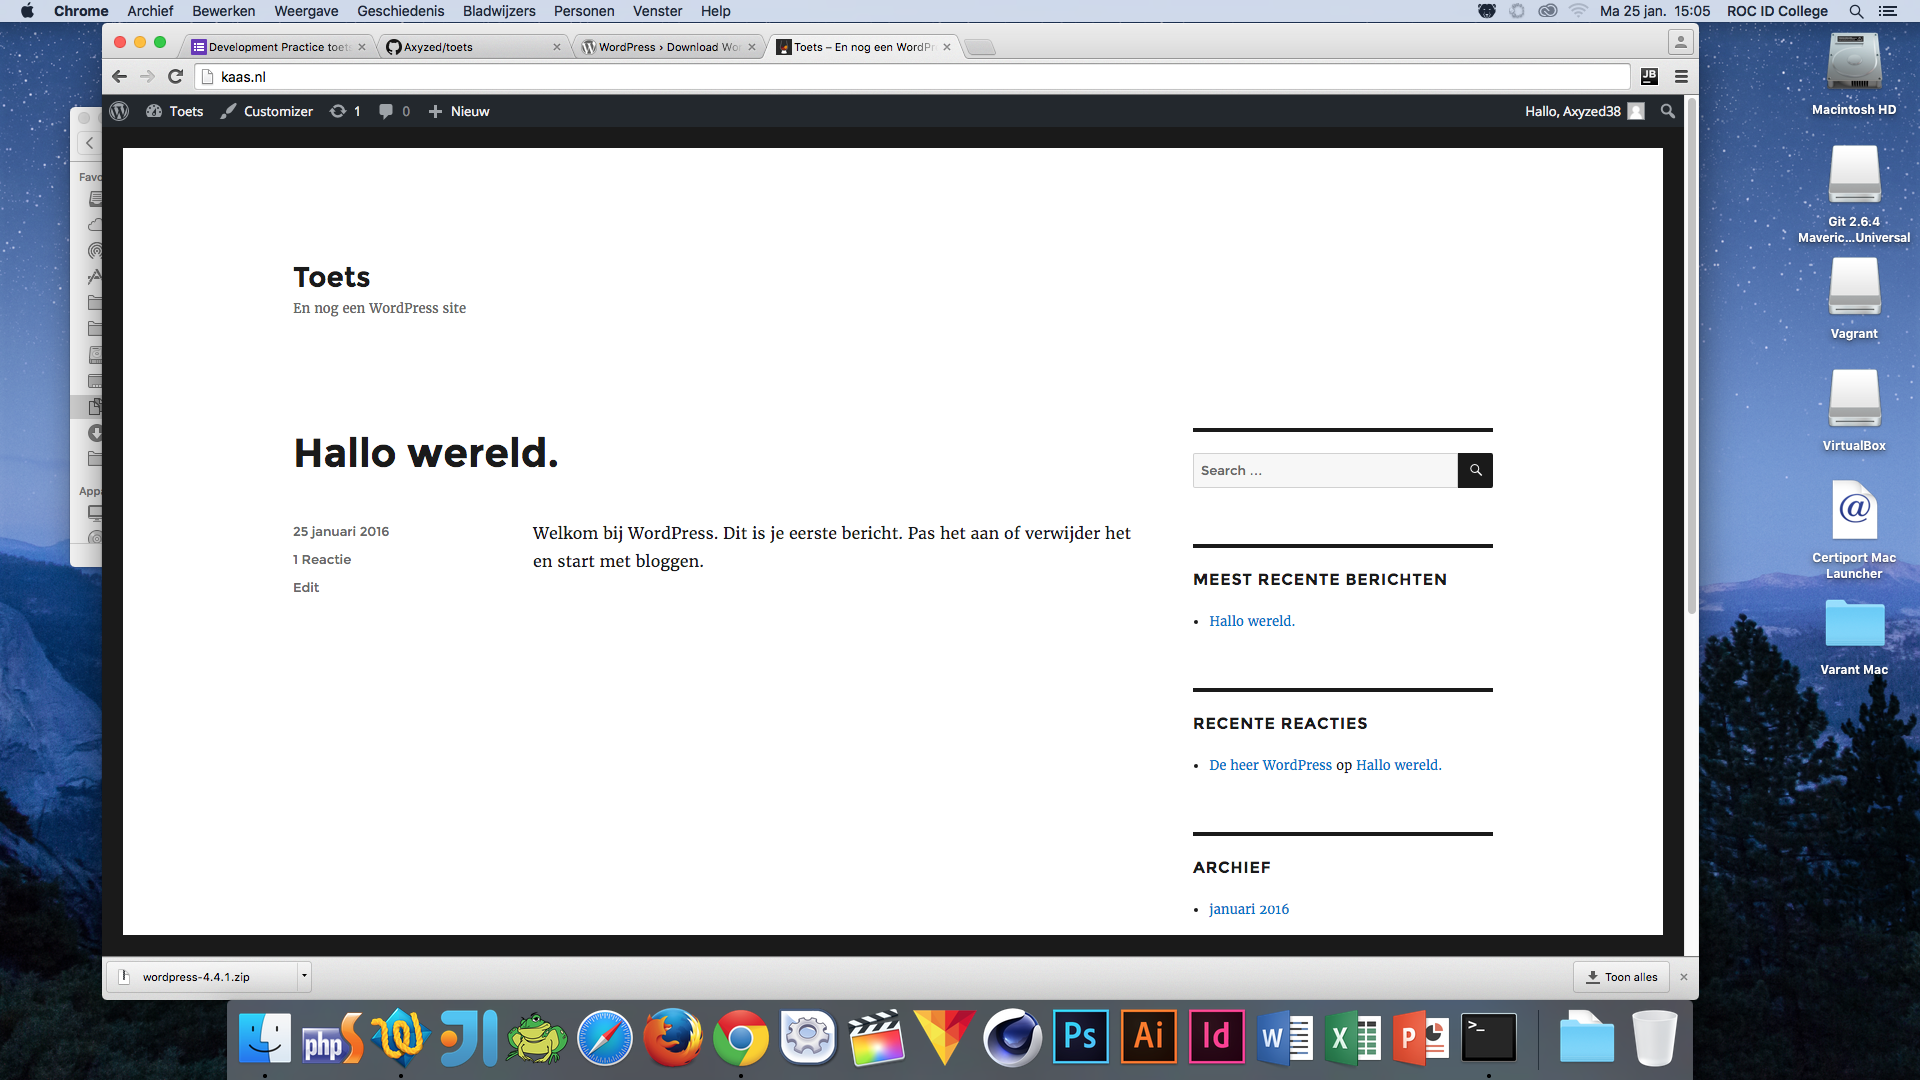 Chrome Archief Bewerken Weergave Geschiedenis Bladwijzers Personen Venster Help Ma 25 jan. 15:05 ROC ID College
Development Practice toet Axyzed/toets WordPress › Download Wo Toets – En nog een WordPr
kaas.nl JB
Toets Customizer 1 0 Nieuw Hallo, Axyzed38
Macintosh HD
Favo
Git 2.6.4
Maveric...Universal
Toets
En nog een WordPress site
Vagrant
Hallo wereld.
VirtualBox
Search …
Appa
25 januari 2016
1 Reactie
Edit
Welkom bij WordPress. Dit is je eerste bericht. Pas het aan of verwijder het
en start met bloggen.
Certiport Mac
Launcher
MEEST RECENTE BERICHTEN
Hallo wereld.
Varant Mac
RECENTE REACTIES
De heer WordPress op Hallo wereld.
ARCHIEF
januari 2016
wordpress-4.4.1.zip Toon alles
php Ps Ai Id W X P >_